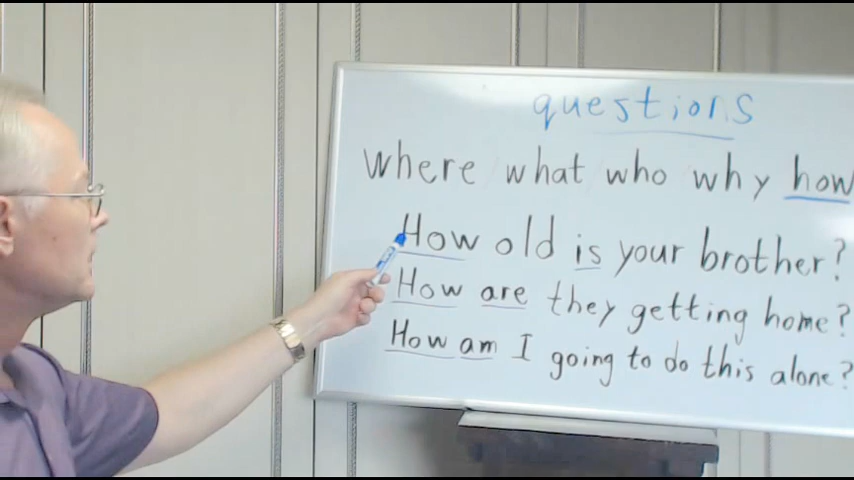 questions
where what who why how
How old is your brother?
How are they getting home?
How am I going to do this alone?